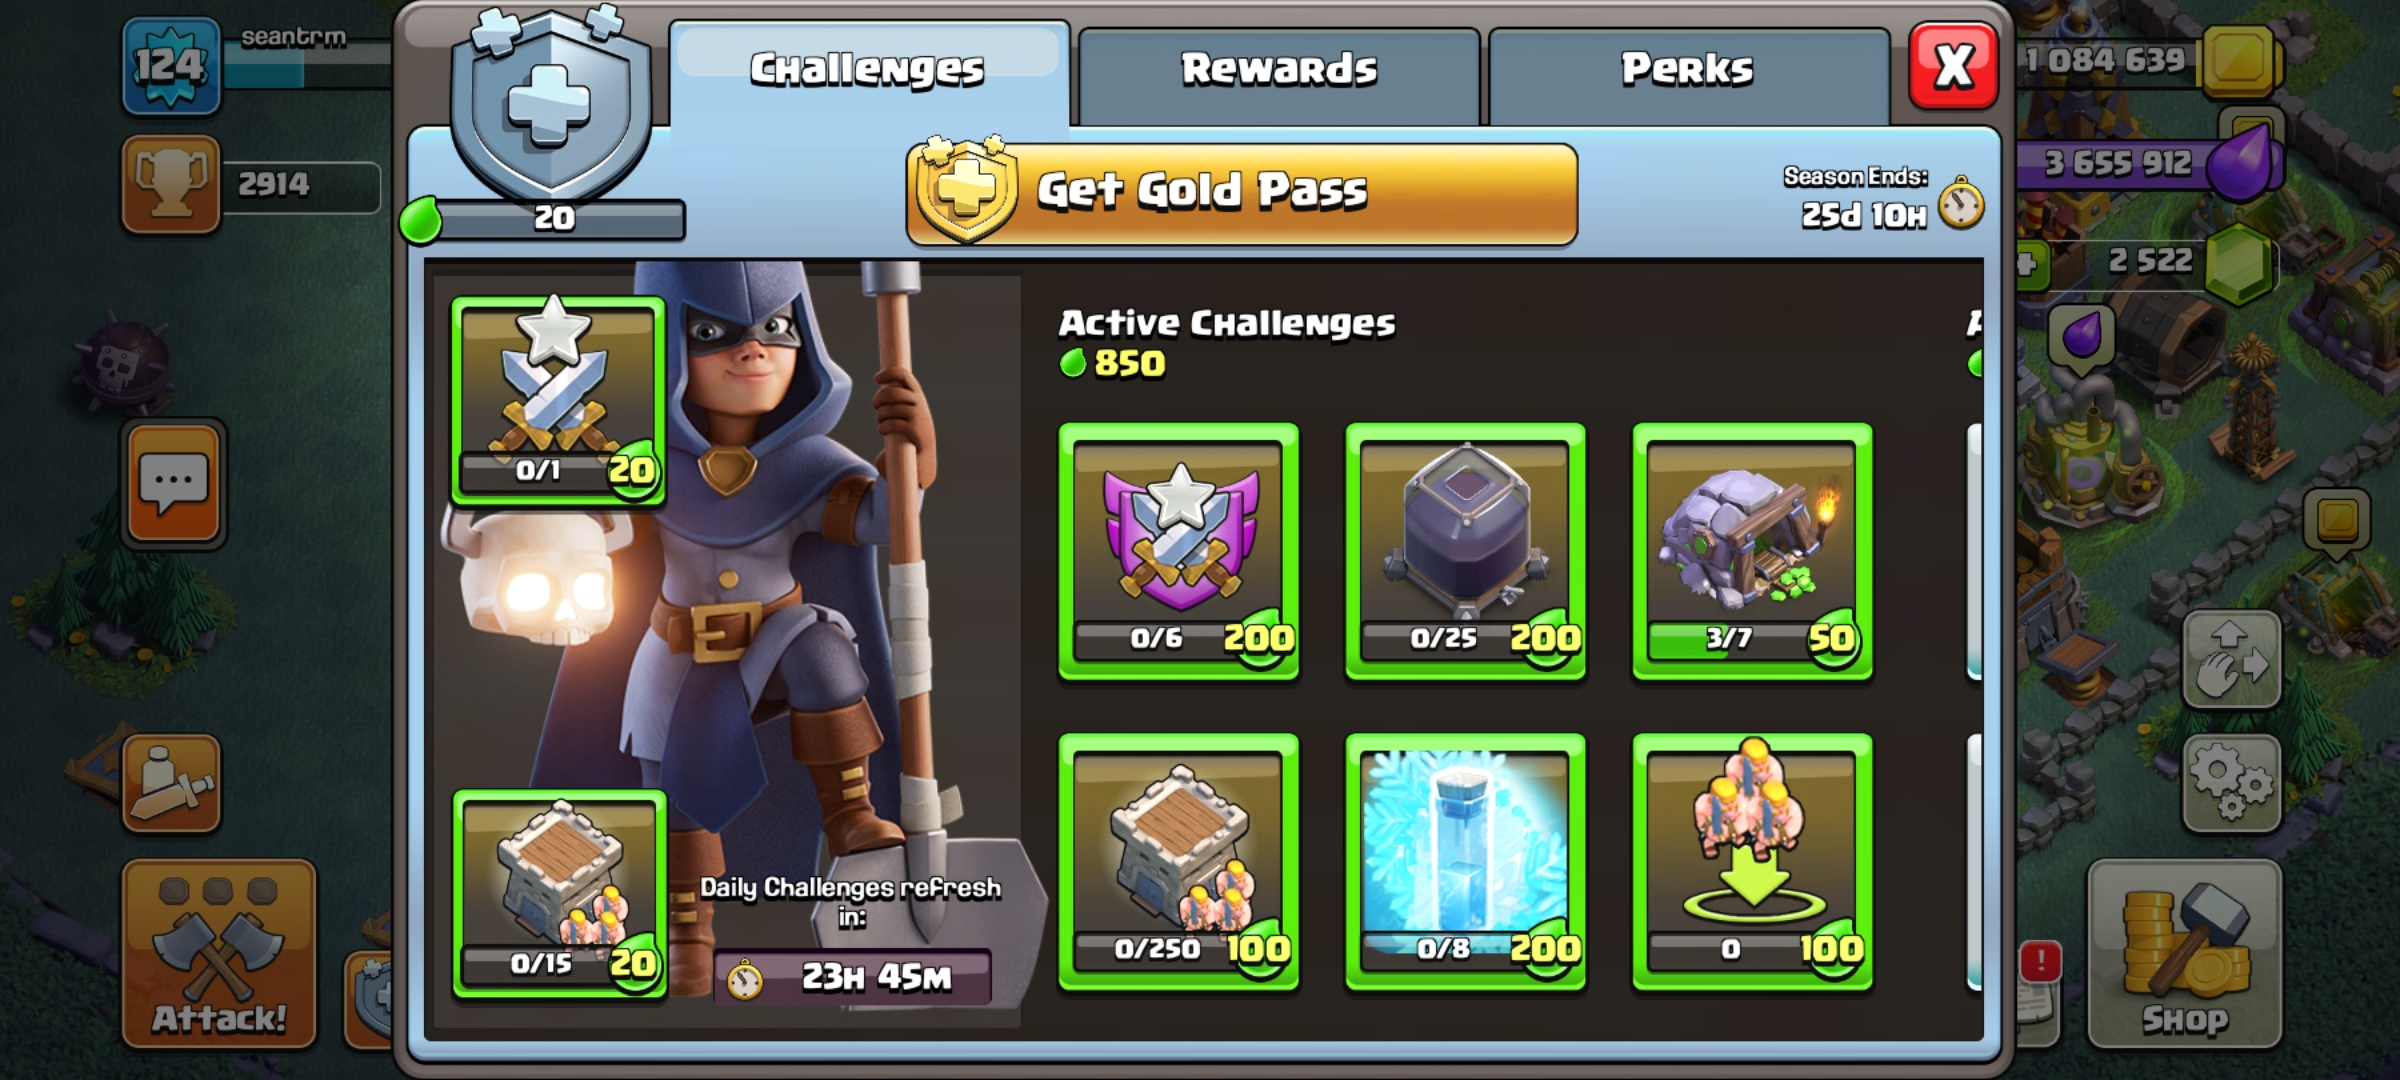 124
seantrm
2914
Challenges
Rewards
Perks
X
1 084 639
3 655 912
2 522
20
Get Gold Pass
Season Ends:
25d 10H
0/1
20
Active Challenges
850
0/6
200
0/25
200
3/7
50
0/15
20
Daily Challenges refresh
in:
23H 45M
0/250
100
0/8
200
0
100
Attack!
!
Shop